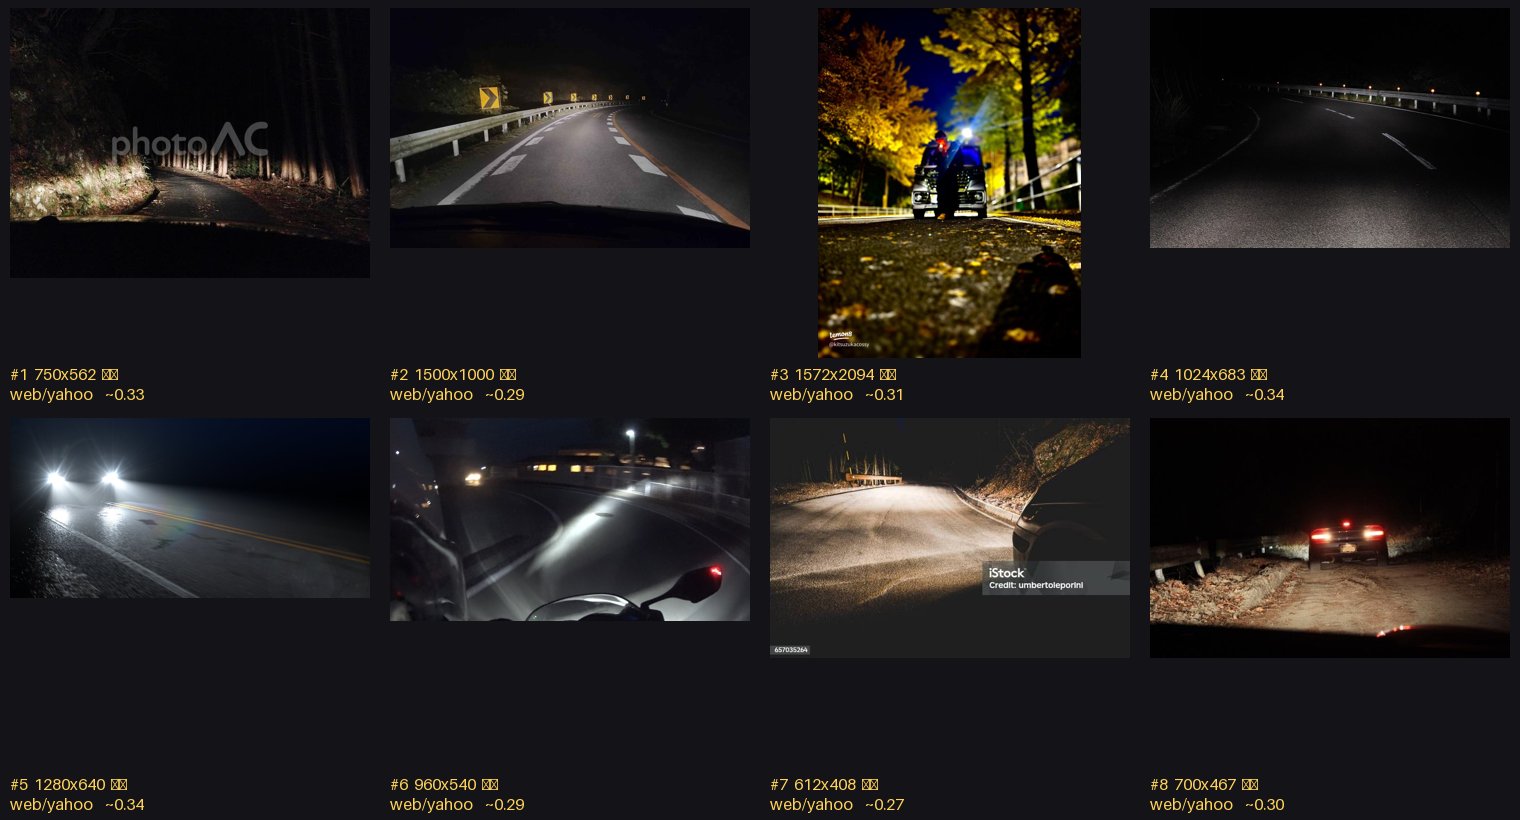 photoAC
lemon8
@kitsuzukacossy
#1 750x562
web/yahoo ~0.33
#2 1500x1000
web/yahoo ~0.29
#3 1572x2094
web/yahoo ~0.31
#4 1024x683
web/yahoo ~0.34
iStock
Credit: umbertoleporini
657035264
#5 1280x640
web/yahoo ~0.34
#6 960x540
web/yahoo ~0.29
#7 612x408
web/yahoo ~0.27
#8 700x467
web/yahoo ~0.30